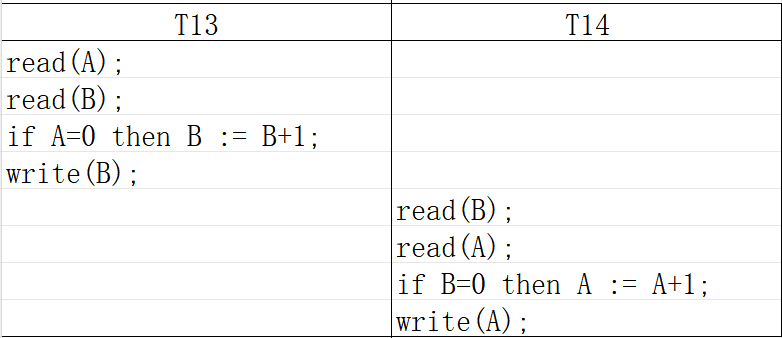 T13 T14
read(A);
read(B);
if A=0 then B := B+1;
write(B);
read(B);
read(A);
if B=0 then A := A+1;
write(A);